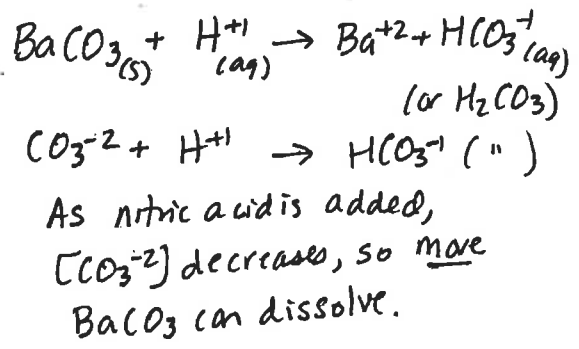 BaCO₃(s) + H⁺¹(aq) → Ba⁺² + HCO₃⁻¹(aq)
(or H₂CO₃)
CO₃⁻² + H⁺¹ → HCO₃⁻¹ ( " )
As nitric acid is added,
[CO₃⁻²] decreases, so more
BaCO₃ can dissolve.